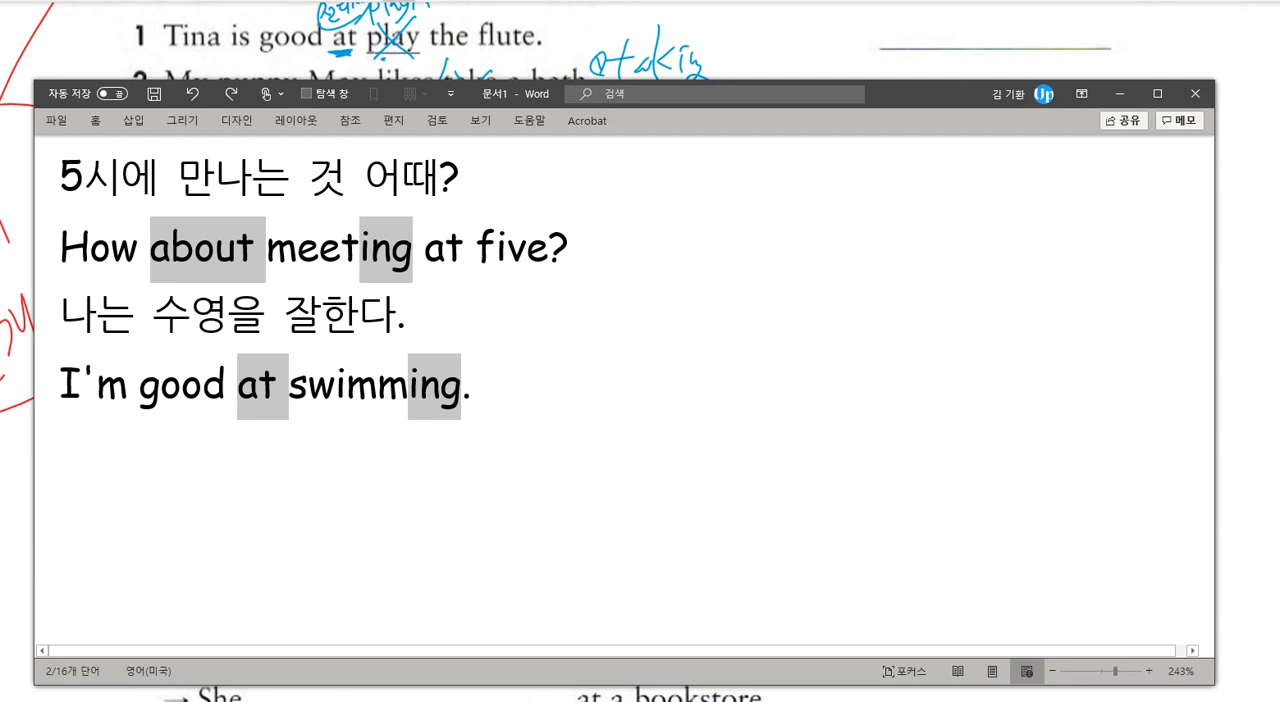 1 Tina is good at play the flute.
taking
자동 저장 끔 탐색 창 문서1 - Word 검색 김 기환 Up
파일 홈 삽입 그리기 디자인 레이아웃 참조 편지 검토 보기 도움말 Acrobat 공유 메모
5시에 만나는 것 어때?
How about meeting at five?
나는 수영을 잘한다.
I'm good at swimming.
2/16개 단어 영어(미국) 포커스 243%
→ She at a bookstore